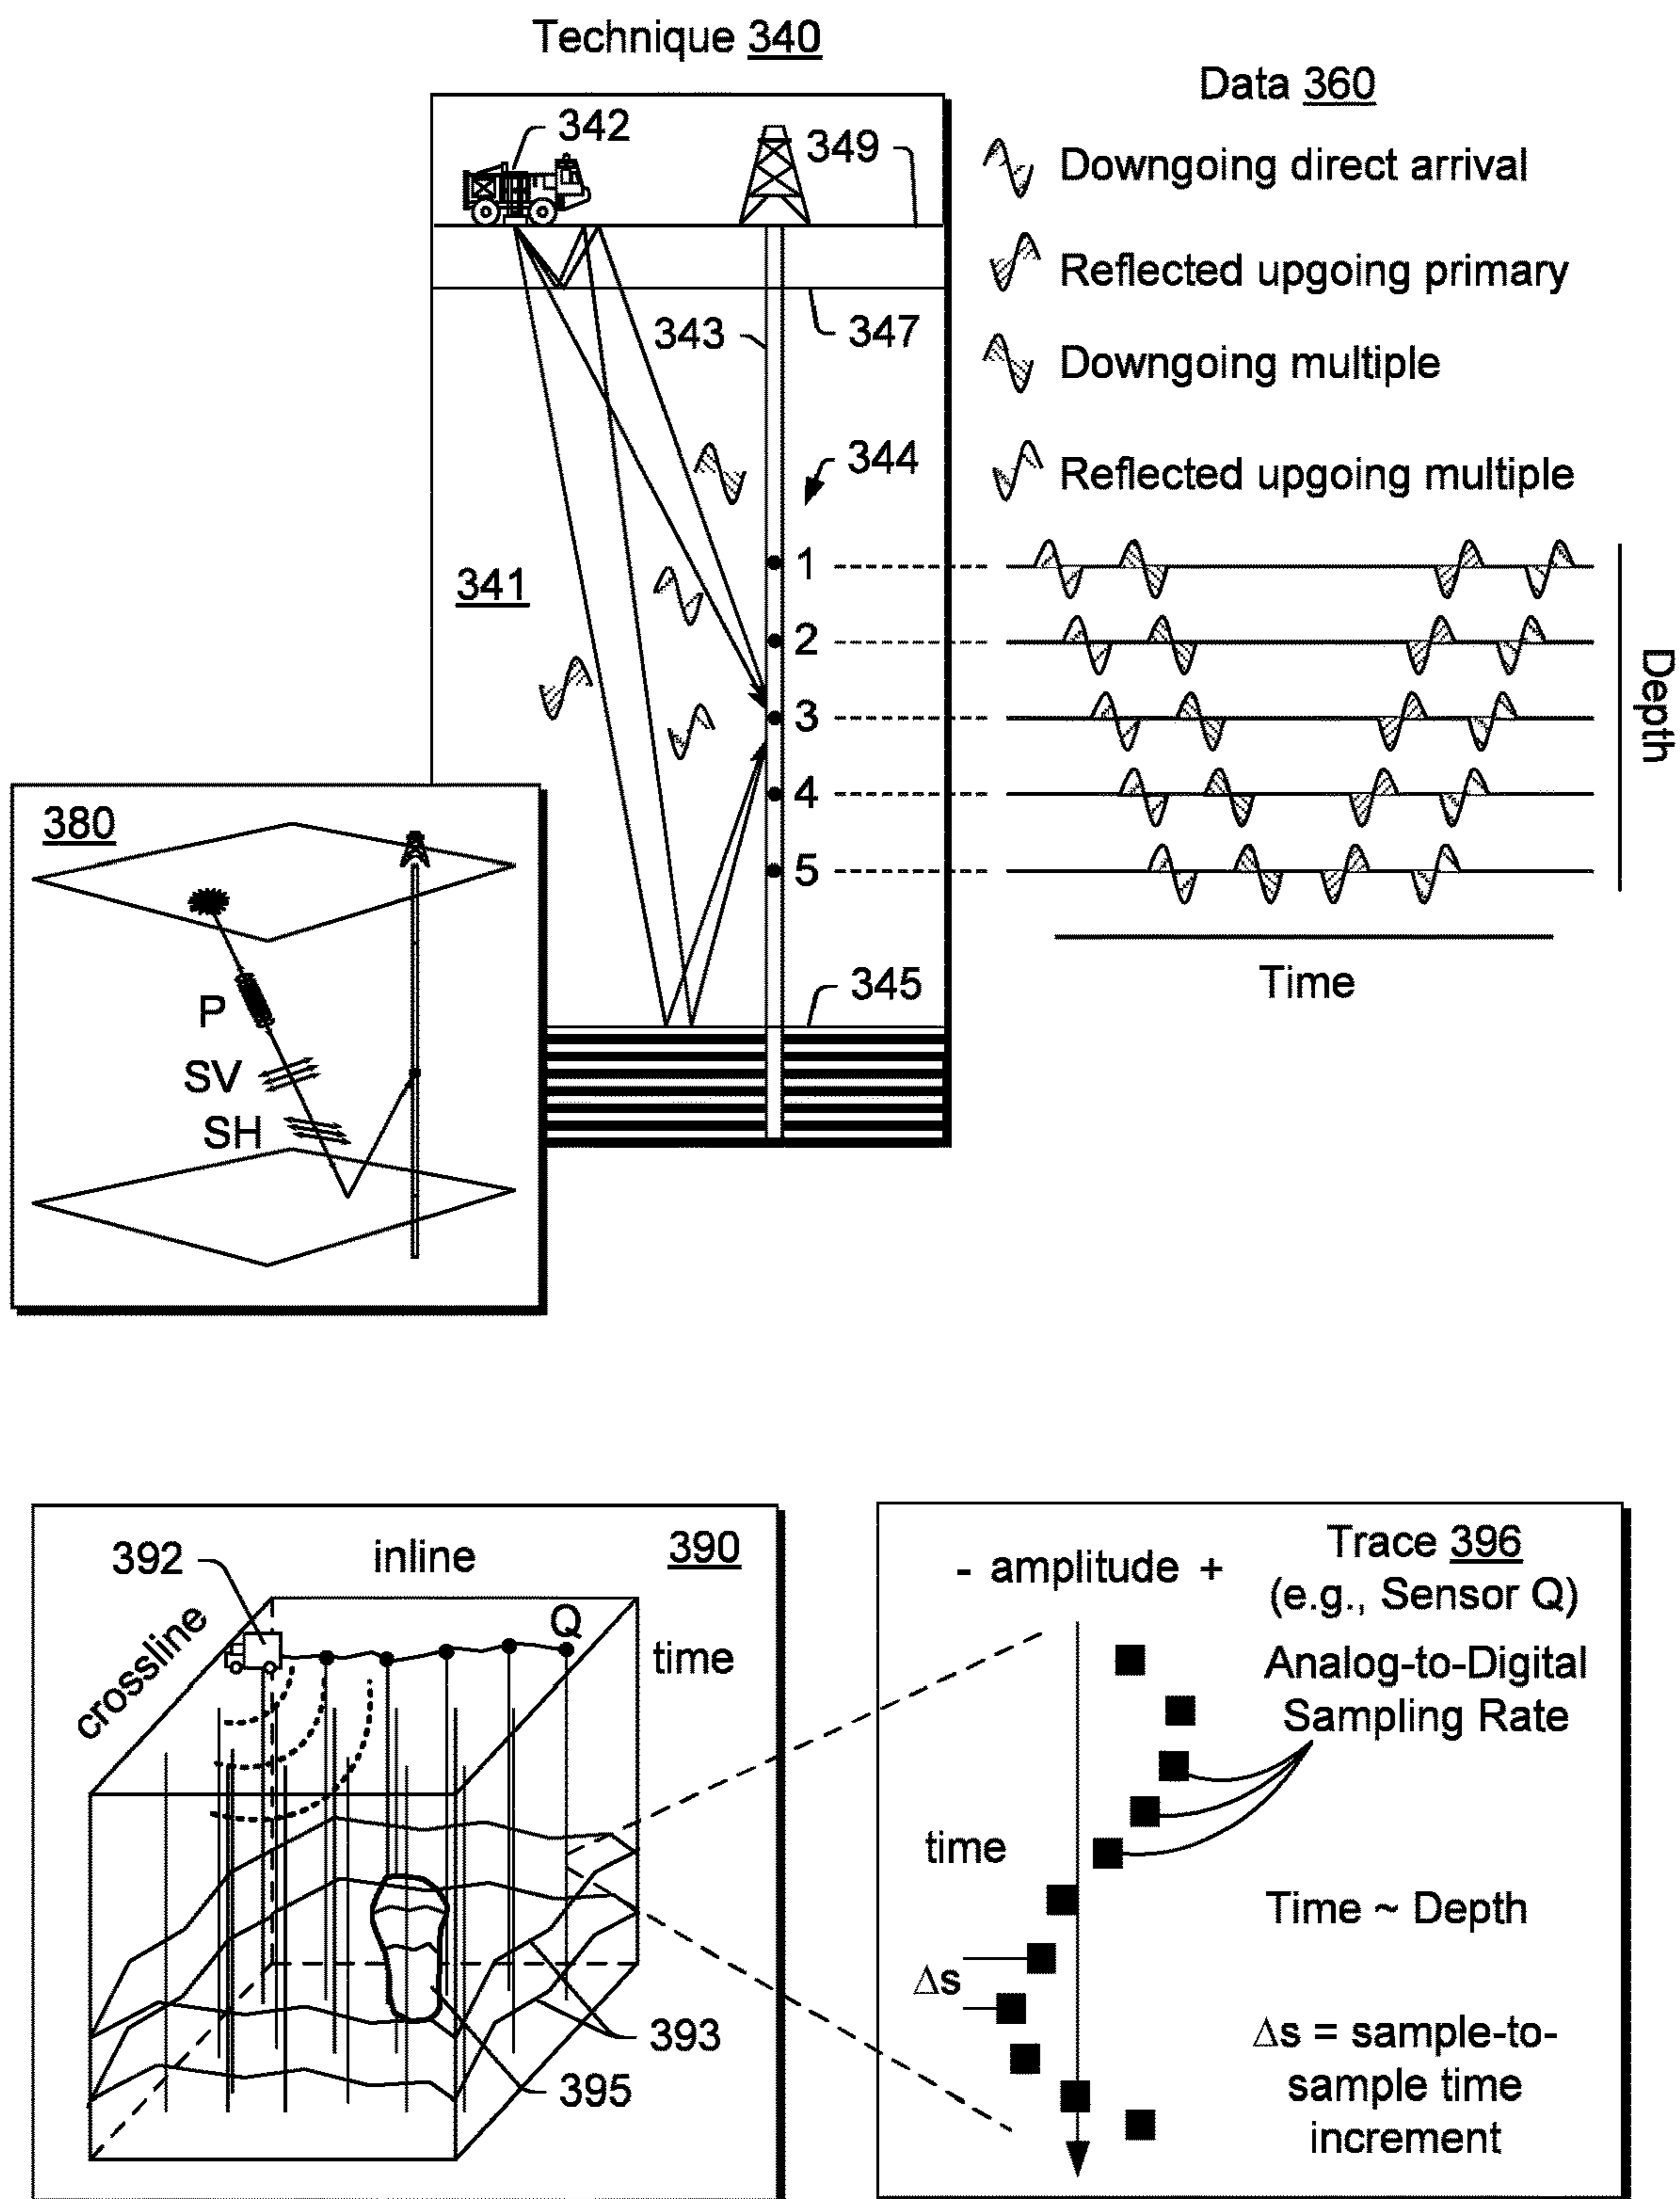 Technique 340
Data 360
342
349
Downgoing direct arrival
Reflected upgoing primary
343
347
Downgoing multiple
344
Reflected upgoing multiple
341
1
2
3
4
5
Depth
Time
345
380
P
SV
SH
390
392
inline
crossline
Q
time
393
395
- amplitude +
Trace 396
(e.g., Sensor Q)
Analog-to-Digital
Sampling Rate
time
Time ~ Depth
Δs
Δs = sample-to-
sample time
increment